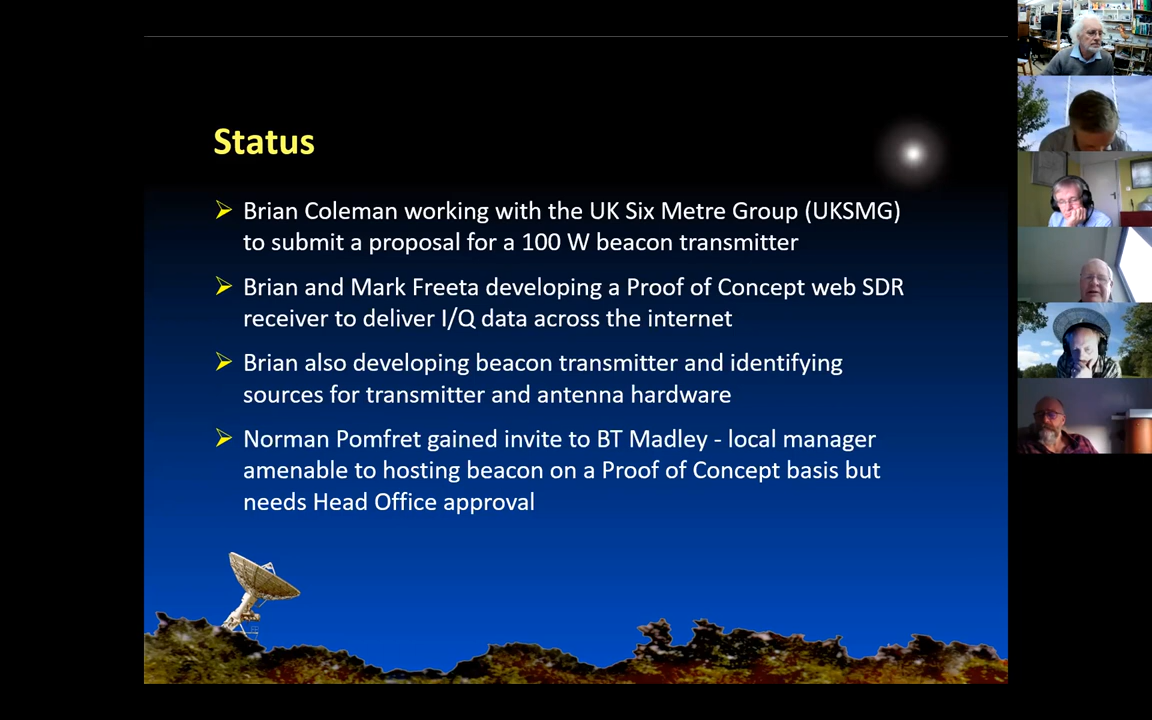 Status
Brian Coleman working with the UK Six Metre Group (UKSMG)
to submit a proposal for a 100 W beacon transmitter
Brian and Mark Freeta developing a Proof of Concept web SDR
receiver to deliver I/Q data across the internet
Brian also developing beacon transmitter and identifying
sources for transmitter and antenna hardware
Norman Pomfret gained invite to BT Madley - local manager
amenable to hosting beacon on a Proof of Concept basis but
needs Head Office approval